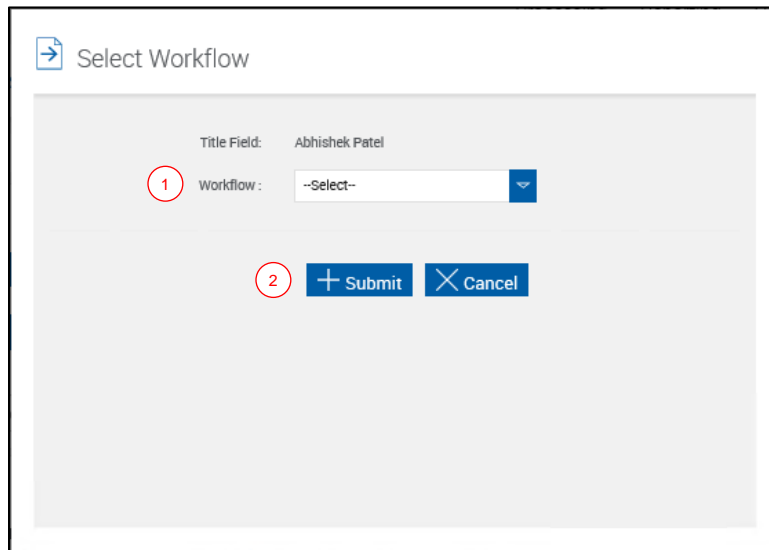 Select Workflow
Title Field: Abhishek Patel
1 Workflow : --Select--
2 Submit Cancel